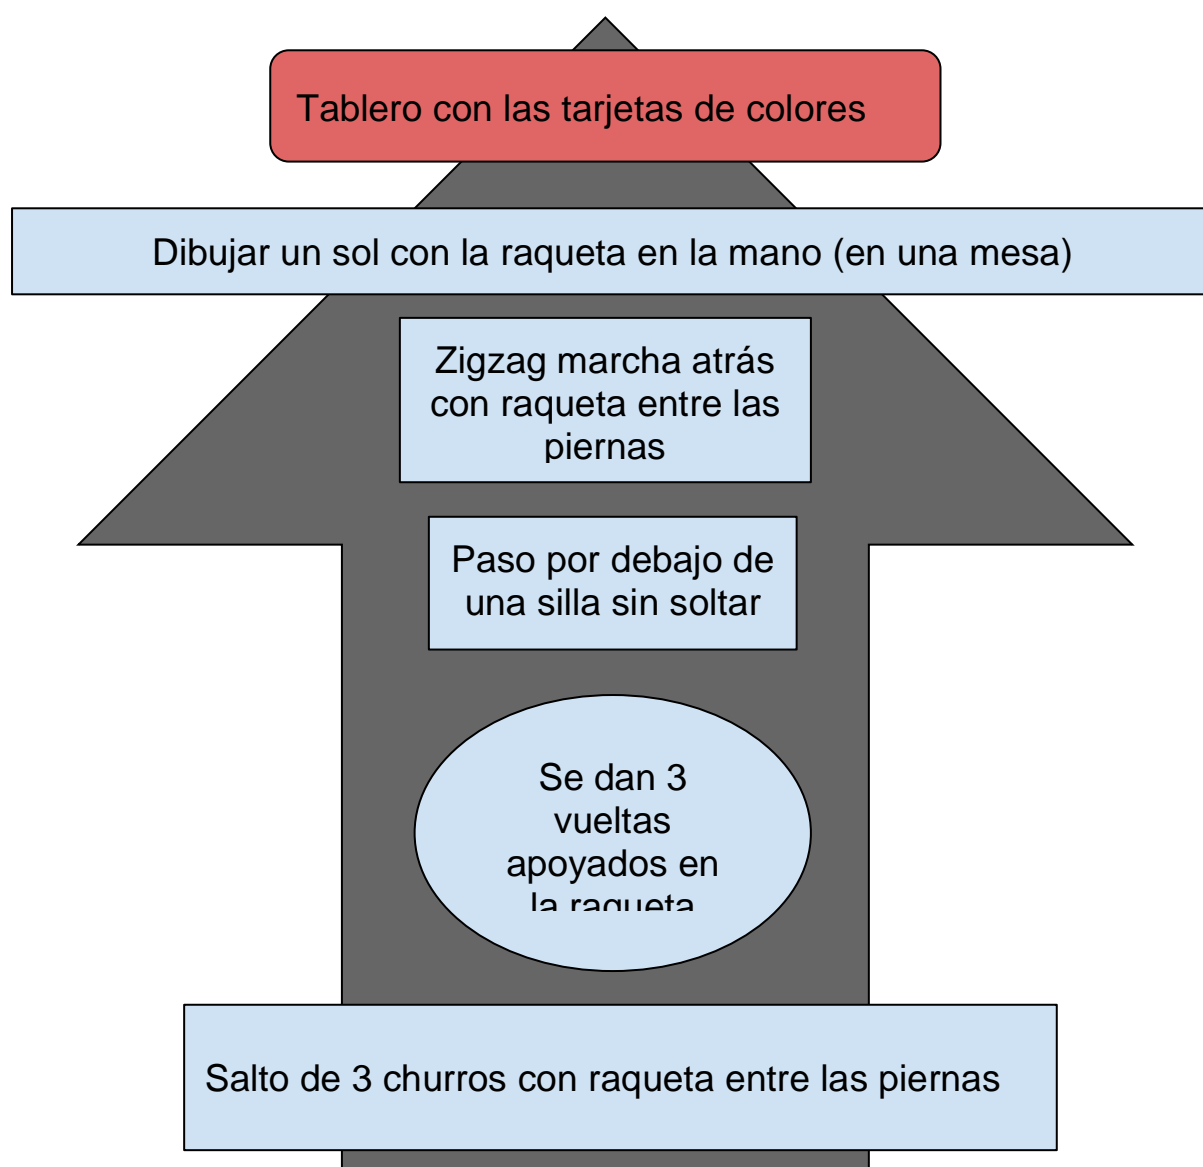 Tablero con las tarjetas de colores
Dibujar un sol con la raqueta en la mano (en una mesa)
Zigzag marcha atrás
con raqueta entre las
piernas
Paso por debajo de
una silla sin soltar
Se dan 3
vueltas
apoyados en
la raqueta
Salto de 3 churros con raqueta entre las piernas